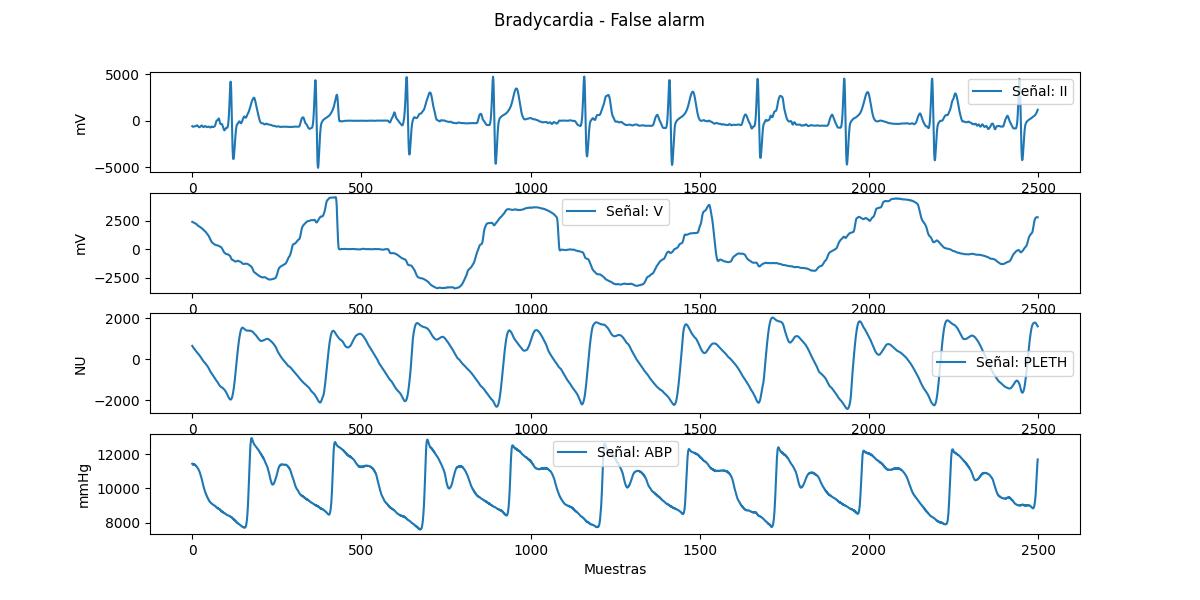 Bradycardia - False alarm
5000
0
−5000
mV
Señal: II
0 500 1000 1500 2000 2500
2500
0
−2500
mV
Señal: V
0 500 1000 1500 2000 2500
2000
0
−2000
NU
Señal: PLETH
0 500 1000 1500 2000 2500
12000
10000
8000
mmHg
Señal: ABP
0 500 1000 1500 2000 2500
Muestras